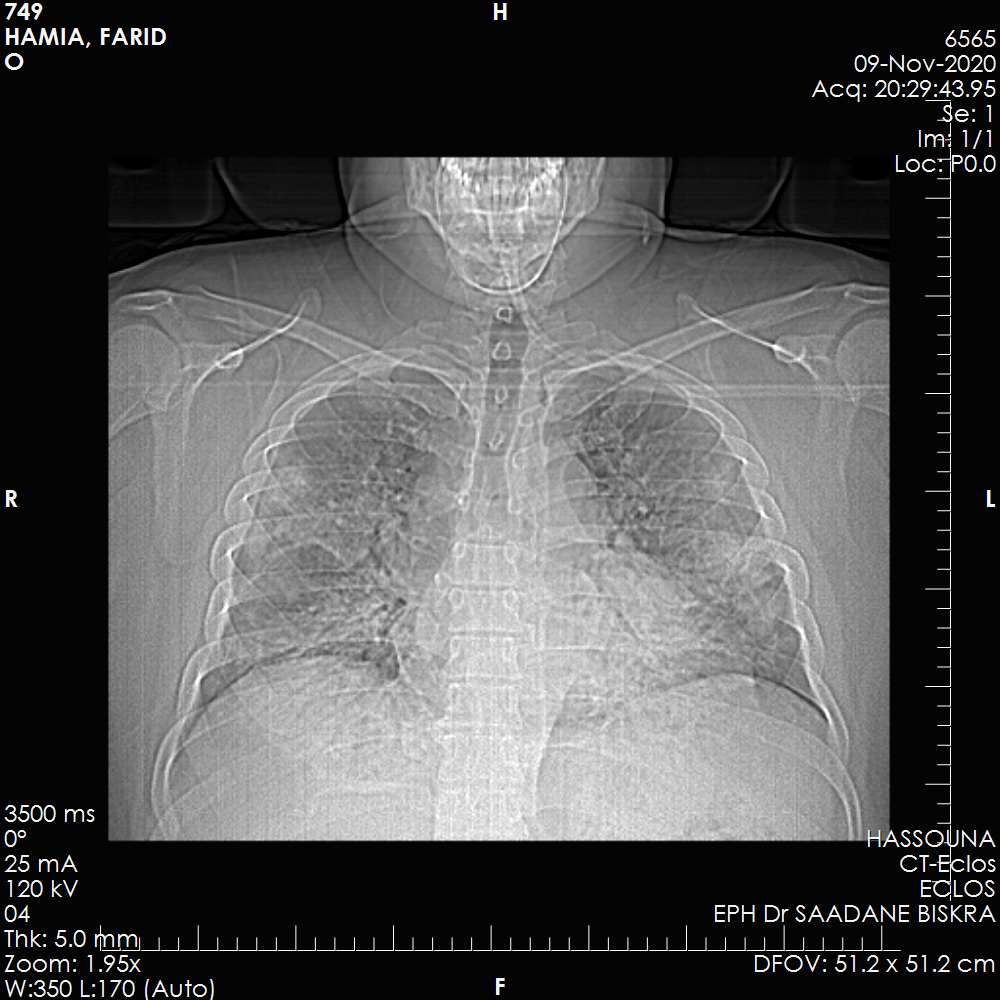 749
HAMIA, FARID
O
H
6565
09-Nov-2020
Acq: 20:29:43.95
Se: 1
Im: 1/1
Loc: P0.0
R
L
3500 ms
0°
25 mA
120 kV
04
Thk: 5.0 mm
Zoom: 1.95x
W:350 L:170 (Auto)
F
HASSOUNA
CT-Eclos
ECLOS
EPH Dr SAADANE BISKRA
DFOV: 51.2 x 51.2 cm